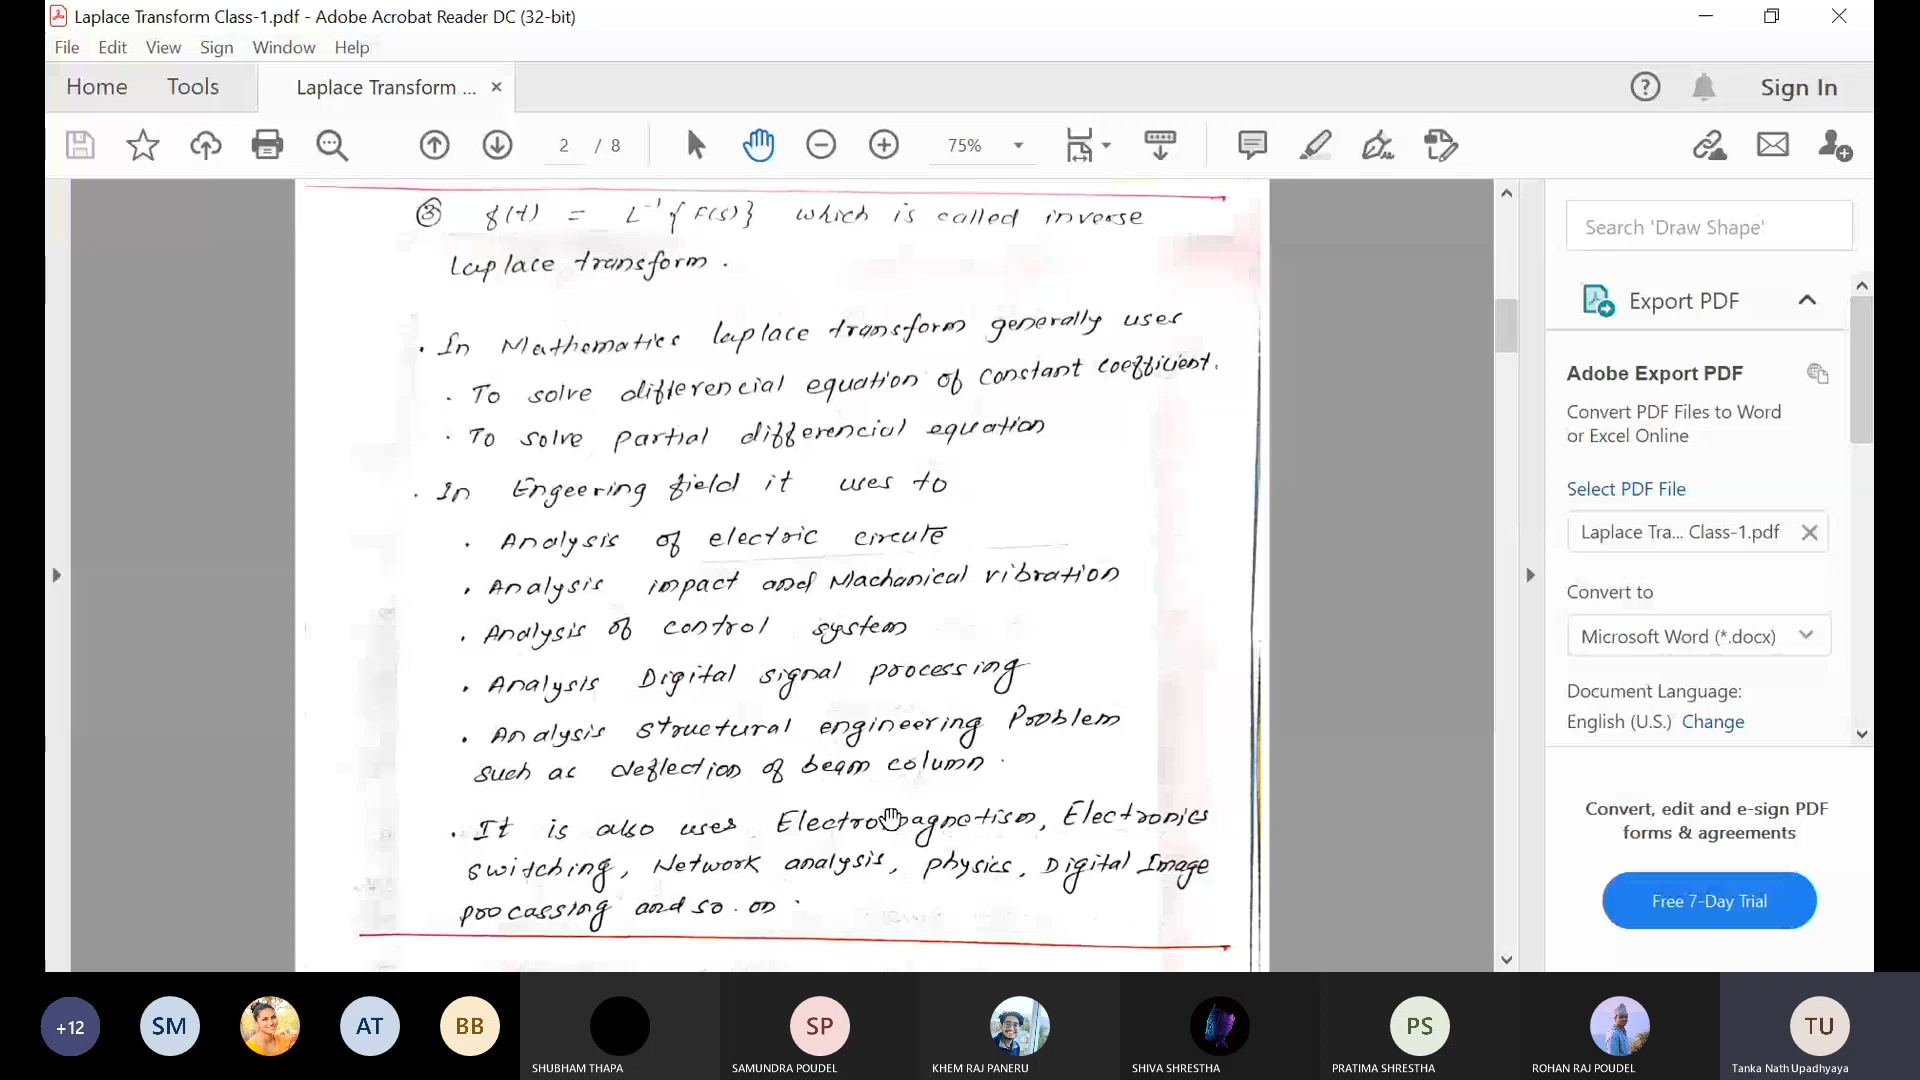 Laplace Transform Class-1.pdf - Adobe Acrobat Reader DC (32-bit)
File Edit View Sign Window Help
Home Tools Laplace Transform ... × Sign In
2 / 8 75%
③ f(t) = L⁻¹{F(s)} which is called inverse
Laplace transform.
. In Mathematics laplace transform generally uses
. To solve differencial equation of constant coefficient.
. To solve partial differencial equation
. In Engeering field it uses to
. Analysis of electric circute
. Analysis impact and Machanical vibration
. Analysis of control system
. Analysis Digital signal processing
. Analysis structural engineering Problem
such as deflection of beam column.
. It is also uses Electromagnetism, Electronics
switching, Network analysis, physics, Digital Image
procassing and so. on.
Search 'Draw Shape'
Export PDF
Adobe Export PDF
Convert PDF Files to Word
or Excel Online
Select PDF File
Laplace Tra... Class-1.pdf
Convert to
Microsoft Word (*.docx)
Document Language:
English (U.S.) Change
Convert, edit and e-sign PDF
forms & agreements
Free 7-Day Trial
+12 SM AT BB SP PS TU
SHUBHAM THAPA SAMUNDRA POUDEL KHEM RAJ PANERU SHIVA SHRESTHA PRATIMA SHRESTHA ROHAN RAJ POUDEL Tanka Nath Upadhyaya